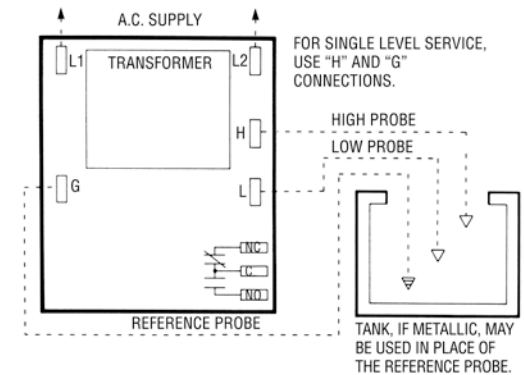 A.C. SUPPLY
L1
TRANSFORMER
L2
FOR SINGLE LEVEL SERVICE,
USE “H” AND “G”
CONNECTIONS.
H
HIGH PROBE
LOW PROBE
G
L
NC
C.
NO
REFERENCE PROBE
TANK, IF METALLIC, MAY
BE USED IN PLACE OF
THE REFERENCE PROBE.